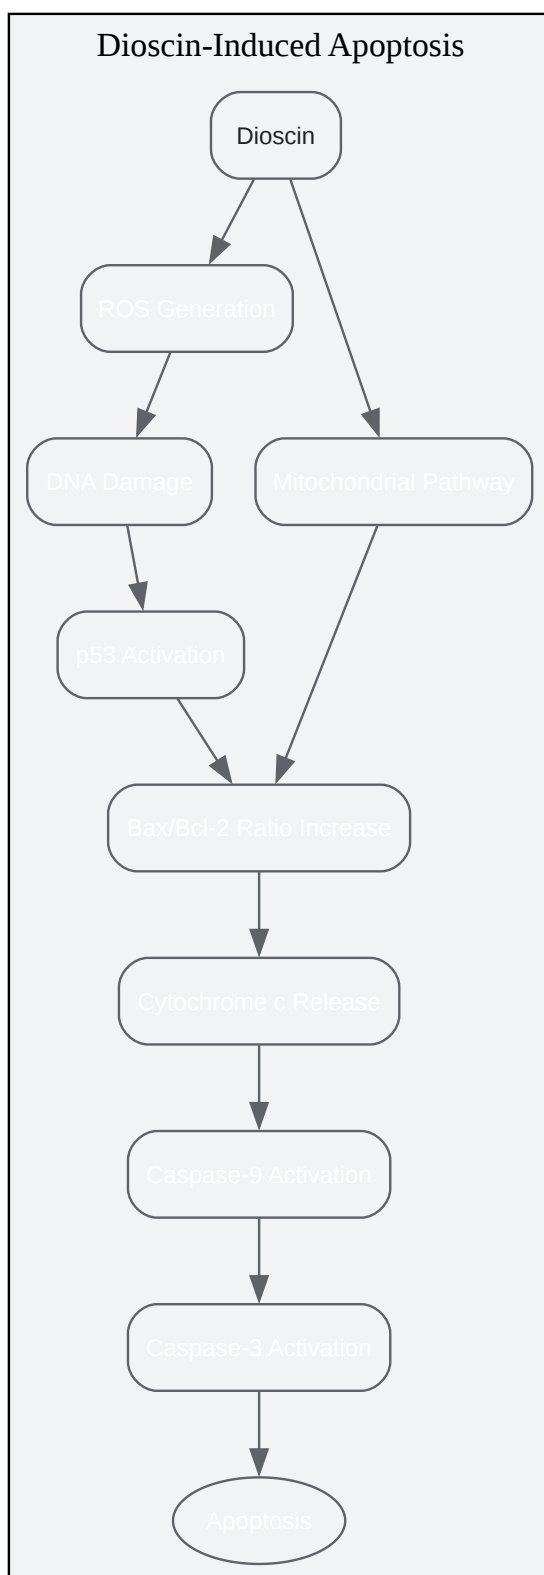 Dioscin-Induced Apoptosis
Dioscin
ROS Generation
DNA Damage
Mitochondrial Pathway
p53 Activation
Bax/Bcl-2 Ratio Increase
Cytochrome c Release
Caspase-9 Activation
Caspase-3 Activation
Apoptosis